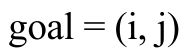 goal = (i, j)